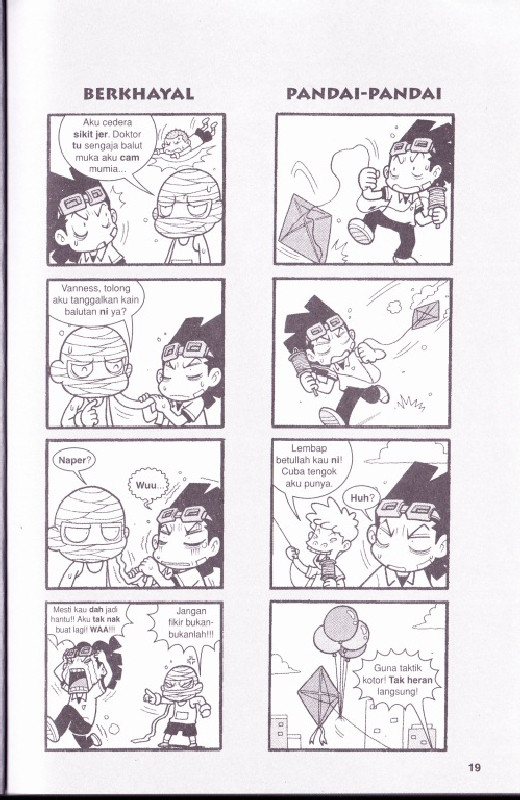 BERKHAYAL
Aku cedera
sikit jer. Doktor
tu sengaja balut
muka aku cam
mumia...
Vanness, tolong
aku tanggalkan kain
balutan ni ya?
Naper?
Wuu...
Mesti kau dah jadi
hantu!! Aku tak nak
buat lagi! WAA!!!
Jangan
fikir bukan-
bukanlah!!!
PANDAI-PANDAI
Lembap
betullah kau ni!
Cuba tengok
aku punya.
Huh?
Guna taktik
kotor! Tak heran
langsung!
19